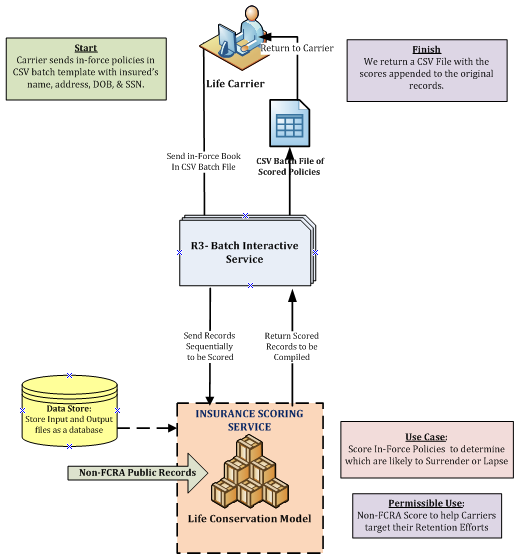 Start
Carrier sends in-force policies in
CSV batch template with insured's
name, address, DOB, & SSN.
Return to Carrier
Life Carrier
Finish
We return a CSV File with the
scores appended to the original
records.
Send in-Force Book
In CSV Batch File
CSV Batch File of
Scored Policies
R3- Batch Interactive
Service
Send Records
Sequentially
to be Scored
Return Scored
Records to be
Compiled
Data Store:
Store Input and Output
files as a database
INSURANCE SCORING
SERVICE
Non-FCRA Public Records
Life Conservation Model
Use Case:
Score In-Force Policies to determine
which are likely to Surrender or Lapse
Permissible Use:
Non-FCRA Score to help Carriers
target their Retention Efforts